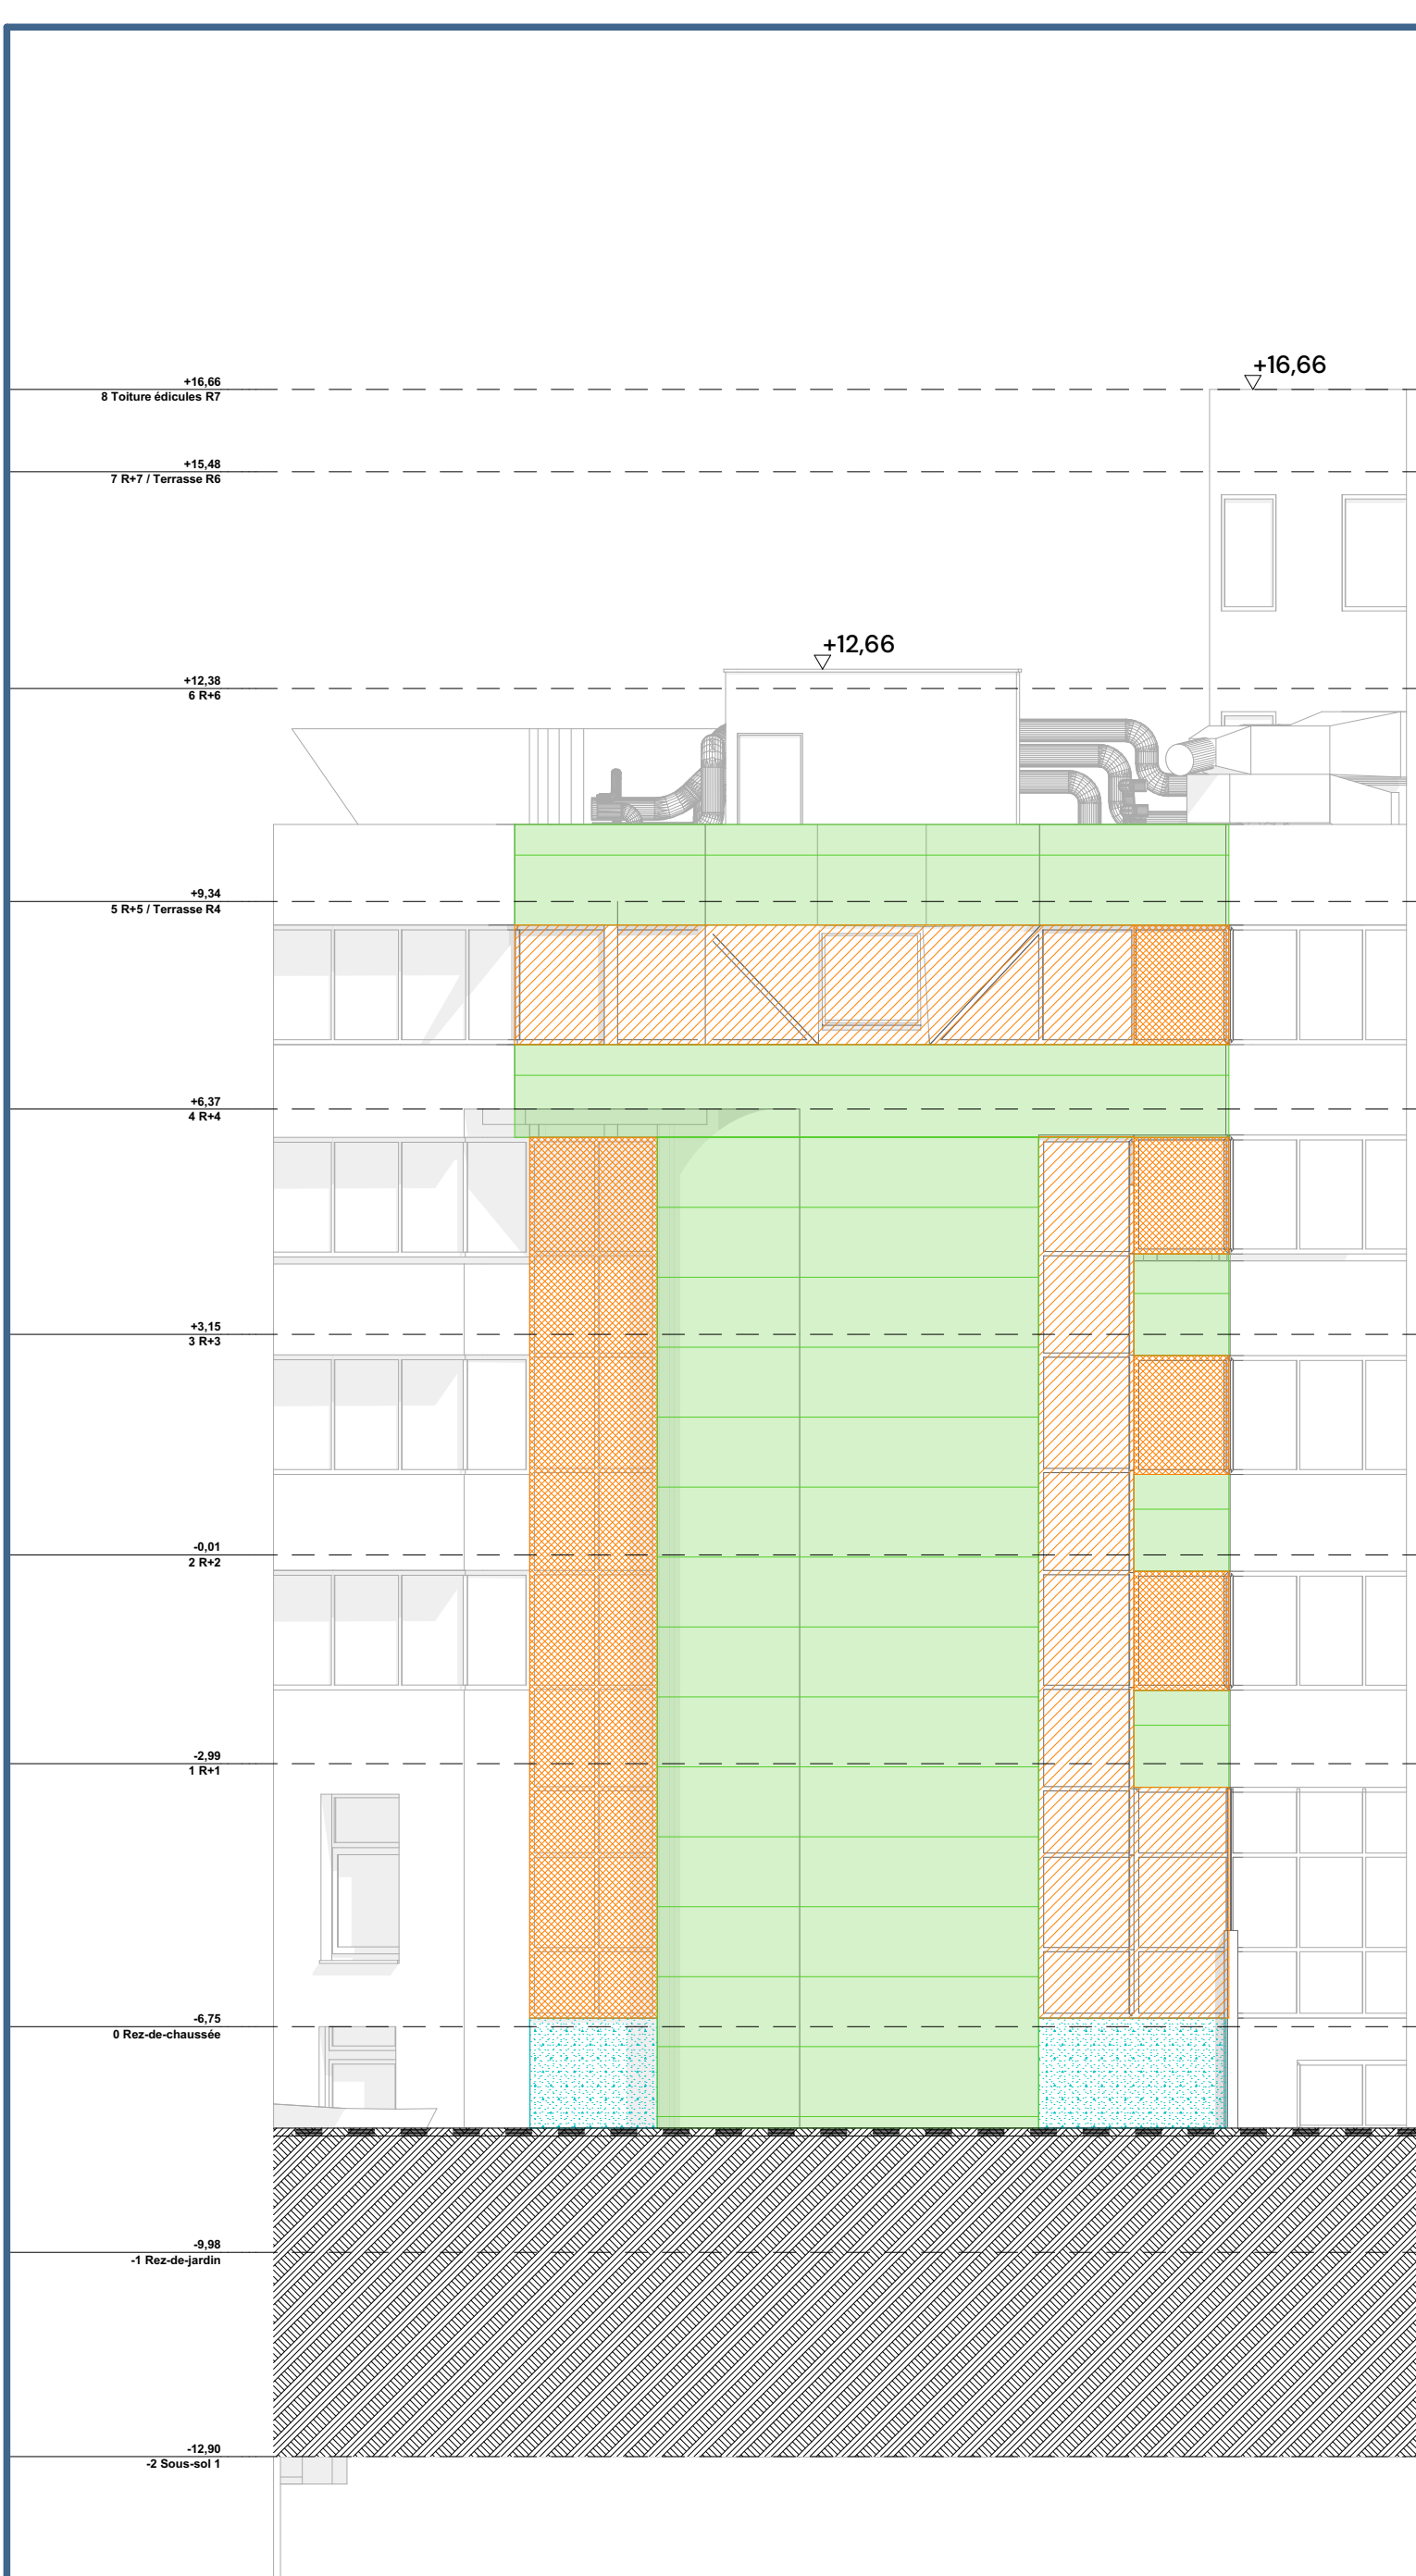 +16,66
+16,66
8 Toiture édicules R7
+15,48
7 R+7 / Terrasse R6
+12,66
+12,38
6 R+6
+9,34
5 R+5 / Terrasse R4
+6,37
4 R+4
+3,15
3 R+3
-0,01
2 R+2
-2,99
1 R+1
-6,75
0 Rez-de-chaussée
-9,98
-1 Rez-de-jardin
-12,90
-2 Sous-sol 1